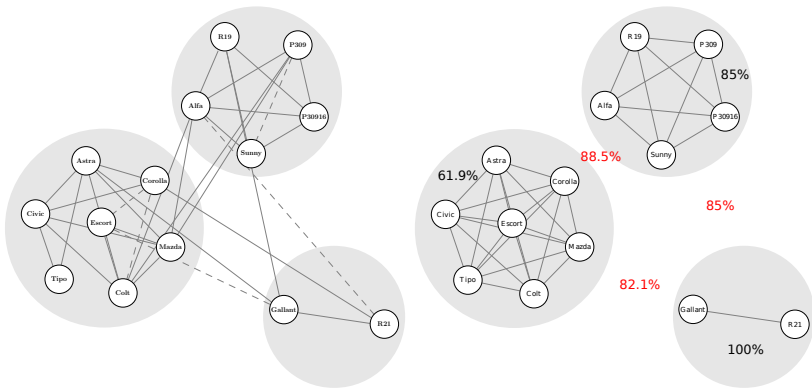 R19
P309
Alfa
P30916
Sunny
Astra
Corolla
Civic
Escort
Mazda
Tipo
Colt
Gallant
R21
R19
P309
85%
Alfa
P30916
Sunny
88.5%
Astra
61.9%
Corolla
Civic
Escort
Mazda
Tipo
Colt
85%
82.1%
Gallant
R21
100%